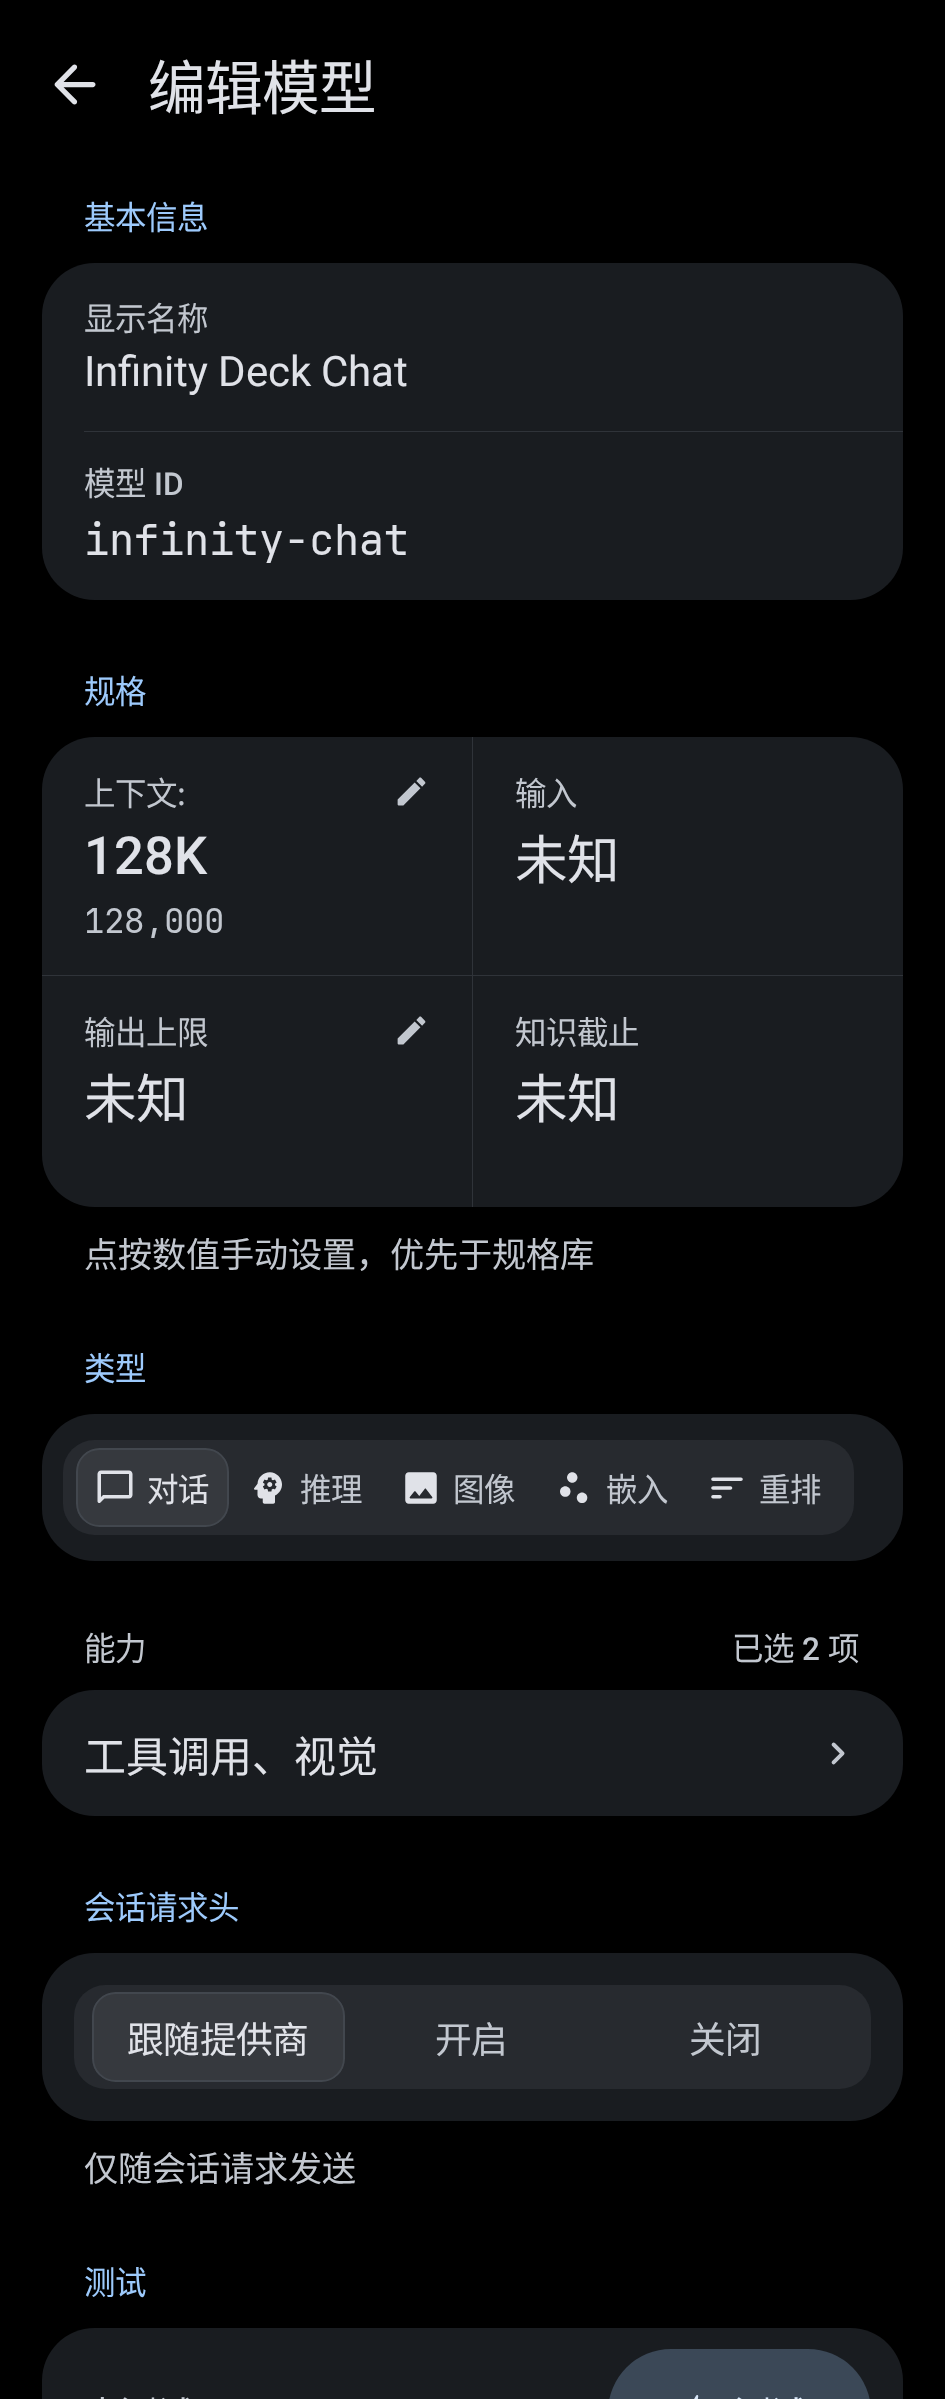 编辑模型
基本信息
显示名称
Infinity Deck Chat
模型 ID
infinity-chat
规格
上下文:
128K
128,000
输入
未知
输出上限
未知
知识截止
未知
点按数值手动设置，优先于规格库
类型
对话 推理 图像 嵌入 重排
能力 已选 2 项
工具调用、视觉
会话请求头
跟随提供商 开启 关闭
仅随会话请求发送
测试